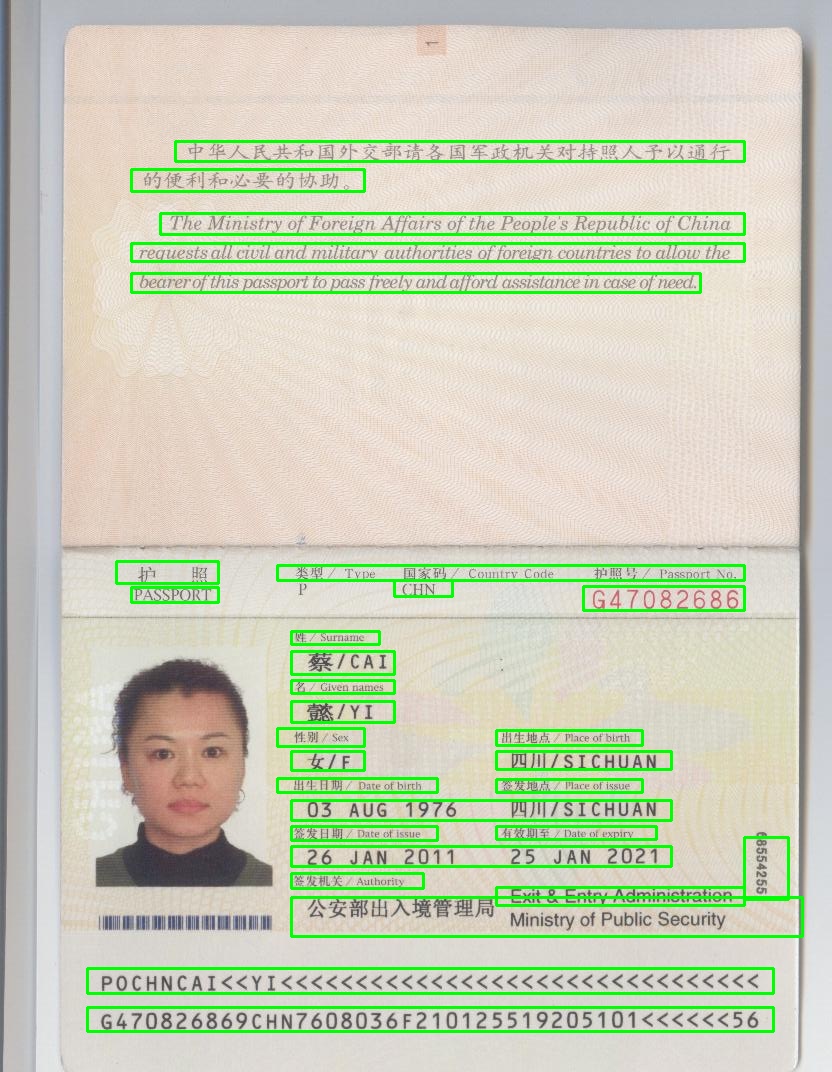 1
中华人民共和国外交部请各国军政机关对持照人予以通行
的便利和必要的协助。
The Ministry of Foreign Affairs of the People's Republic of China
requests all civil and military authorities of foreign countries to allow the
bearer of this passport to pass freely and afford assistance in case of need.
护 照 类型 / Type 国家码 / Country Code 护照号 / Passport No.
PASSPORT P CHN G47082686
姓 / Surname
蔡/CAI
名 / Given names
懿/YI
性别 / Sex 出生地点 / Place of birth
女/F 四川/SICHUAN
出生日期 / Date of birth 签发地点 / Place of issue
03 AUG 1976 四川/SICHUAN
签发日期 / Date of issue 有效期至 / Date of expiry
26 JAN 2011 25 JAN 2021
68554255
签发机关 / Authority
公安部出入境管理局 Exit & Entry Administration
Ministry of Public Security
POCHNCAI<<YI<<<<<<<<<<<<<<<<<<<<<<<<<<<<<<<<
G470826869CHN7608036F210125519205101<<<<<<56